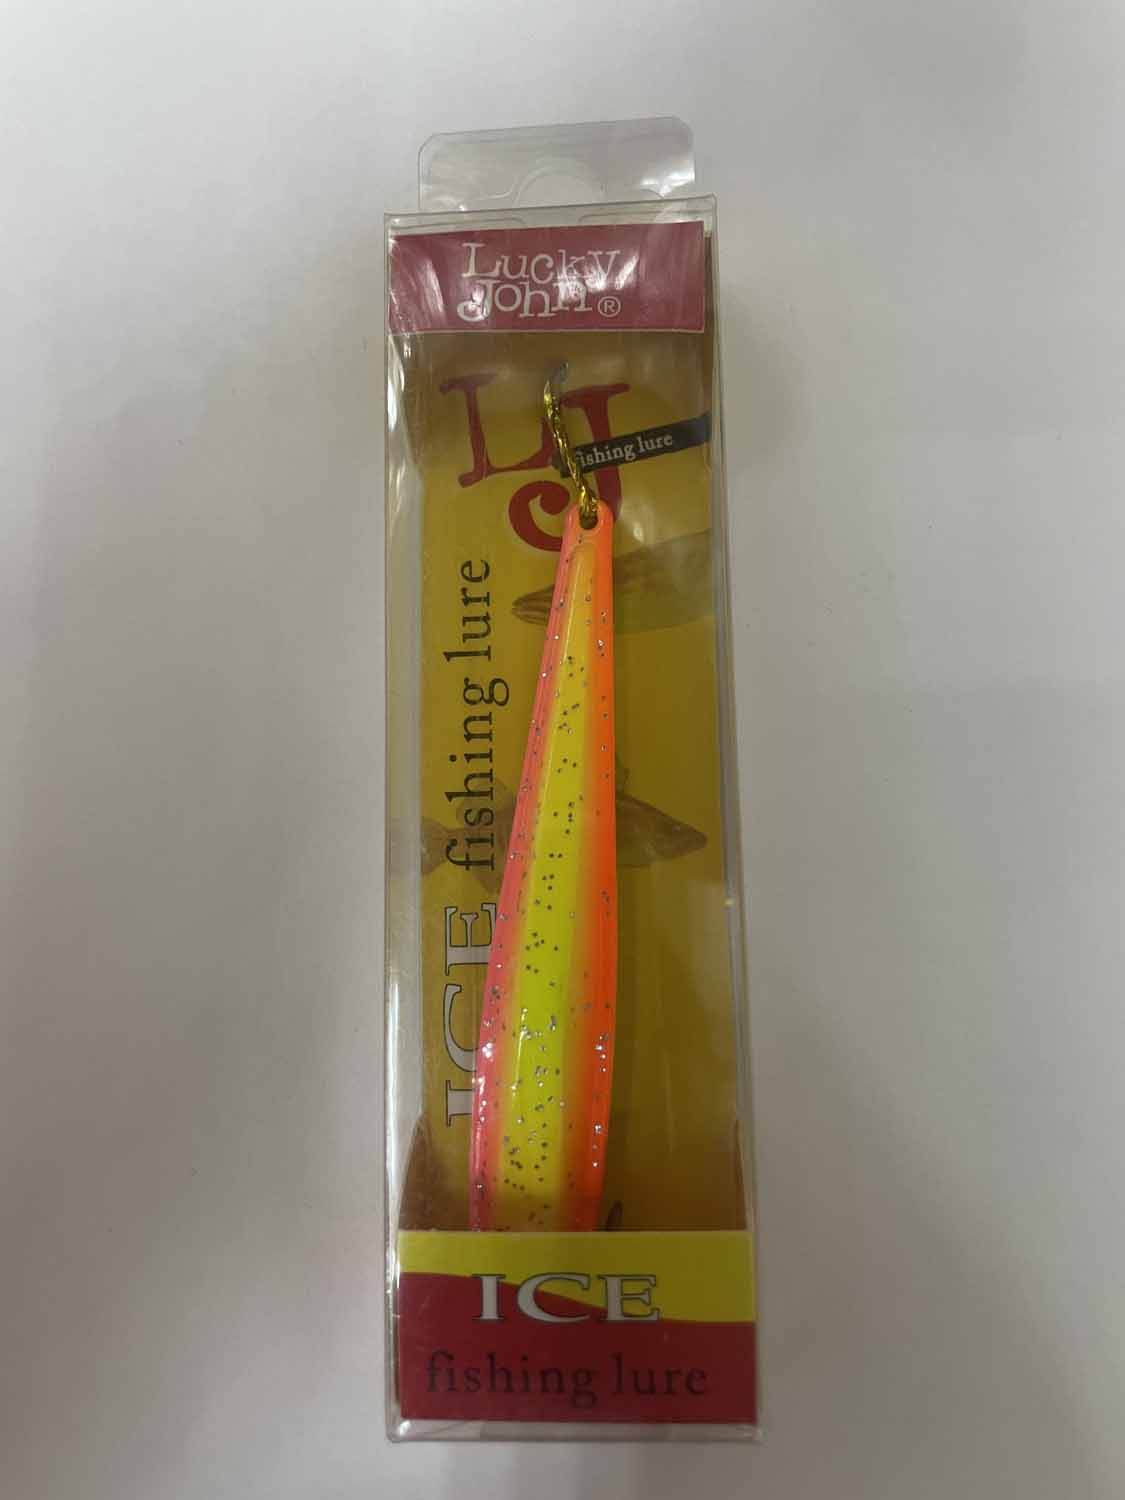 Lucky
John®
LJ
fishing lure
ICE fishing lure
ICE
fishing lure